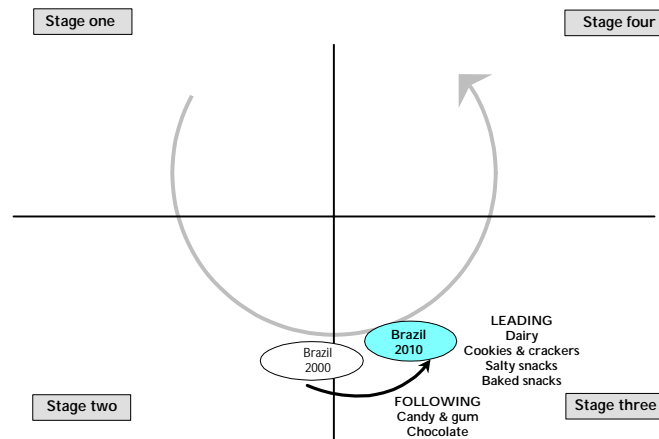 Stage one
Stage four
Brazil
2010
Brazil
2000
LEADING
Dairy
Cookies & crackers
Salty snacks
Baked snacks
FOLLOWING
Candy & gum
Chocolate
Stage two
Stage three